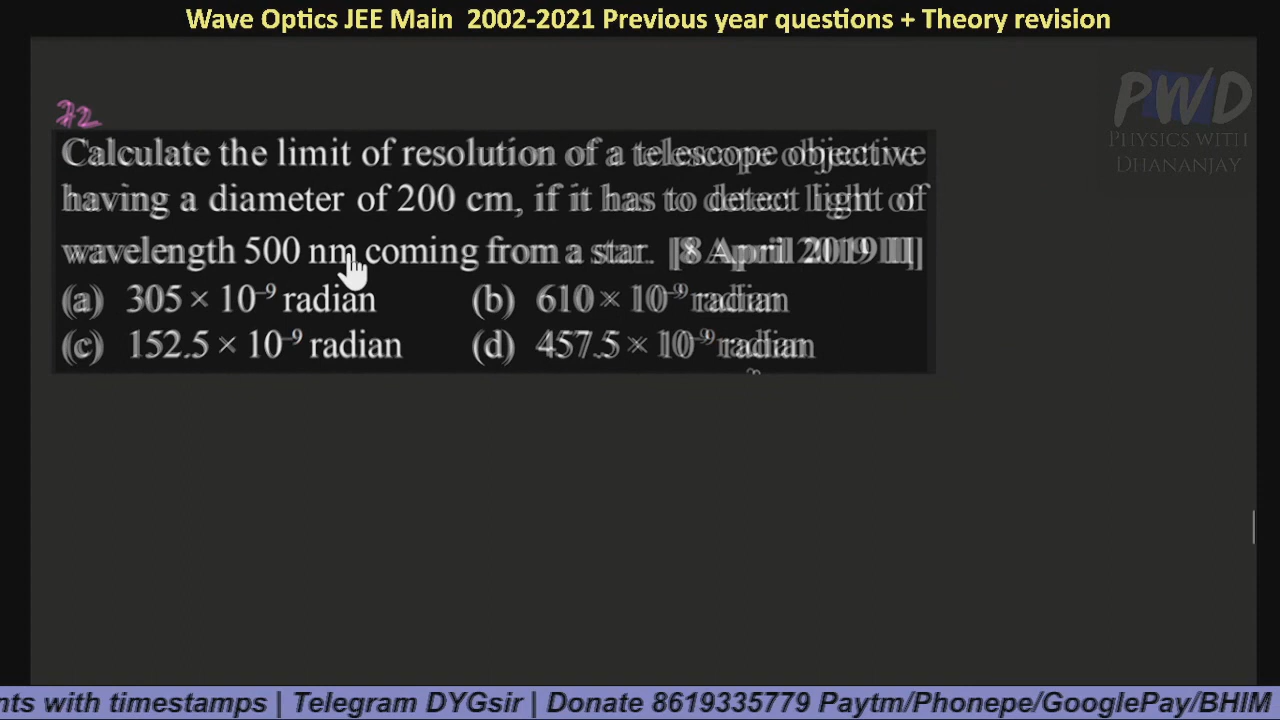 Wave Optics JEE Main 2002-2021 Previous year questions + Theory revision
PWD
PHYSICS WITH
DHANANJAY
72
Calculate the limit of resolution of a telescope objective
having a diameter of 200 cm, if it has to detect light of
wavelength 500 nm coming from a star. [8 April 2019 II]
(a) 305 × 10⁻⁹ radian (b) 610 × 10⁻⁹ radian
(c) 152.5 × 10⁻⁹ radian (d) 457.5 × 10⁻⁹ radian
nts with timestamps | Telegram DYGsir | Donate 8619335779 Paytm/Phonepe/GooglePay/BHIM